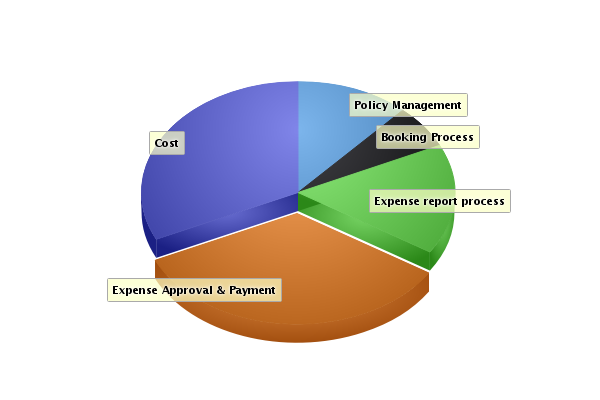 Policy Management
Booking Process
Cost
Expense report process
Expense Approval & Payment